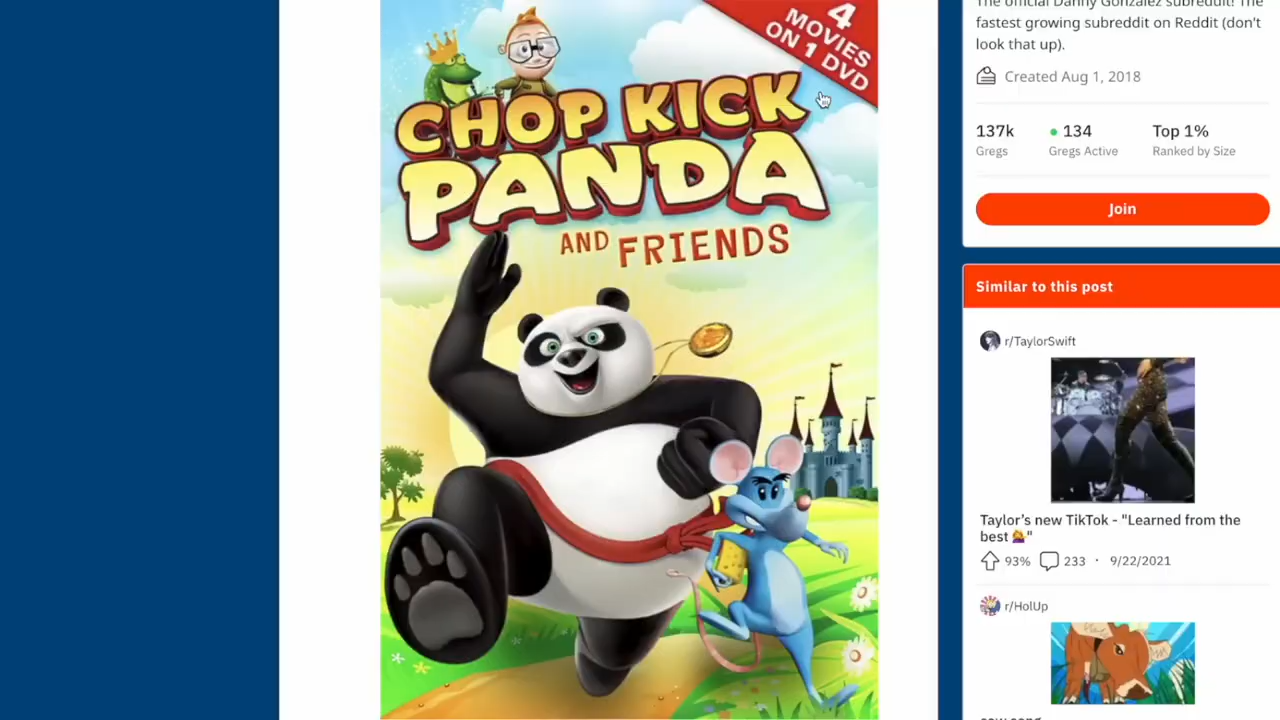 4
MOVIES
ON 1 DVD
CHOP KICK
PANDA
AND FRIENDS
The official Danny Gonzalez subreddit! The
fastest growing subreddit on Reddit (don't
look that up).
Created Aug 1, 2018
137k 134 Top 1%
Gregs Gregs Active Ranked by Size
Join
Similar to this post
r/TaylorSwift
Taylor's new TikTok - "Learned from the
best 🤷‍♀️"
93% 233 · 9/22/2021
r/HolUp